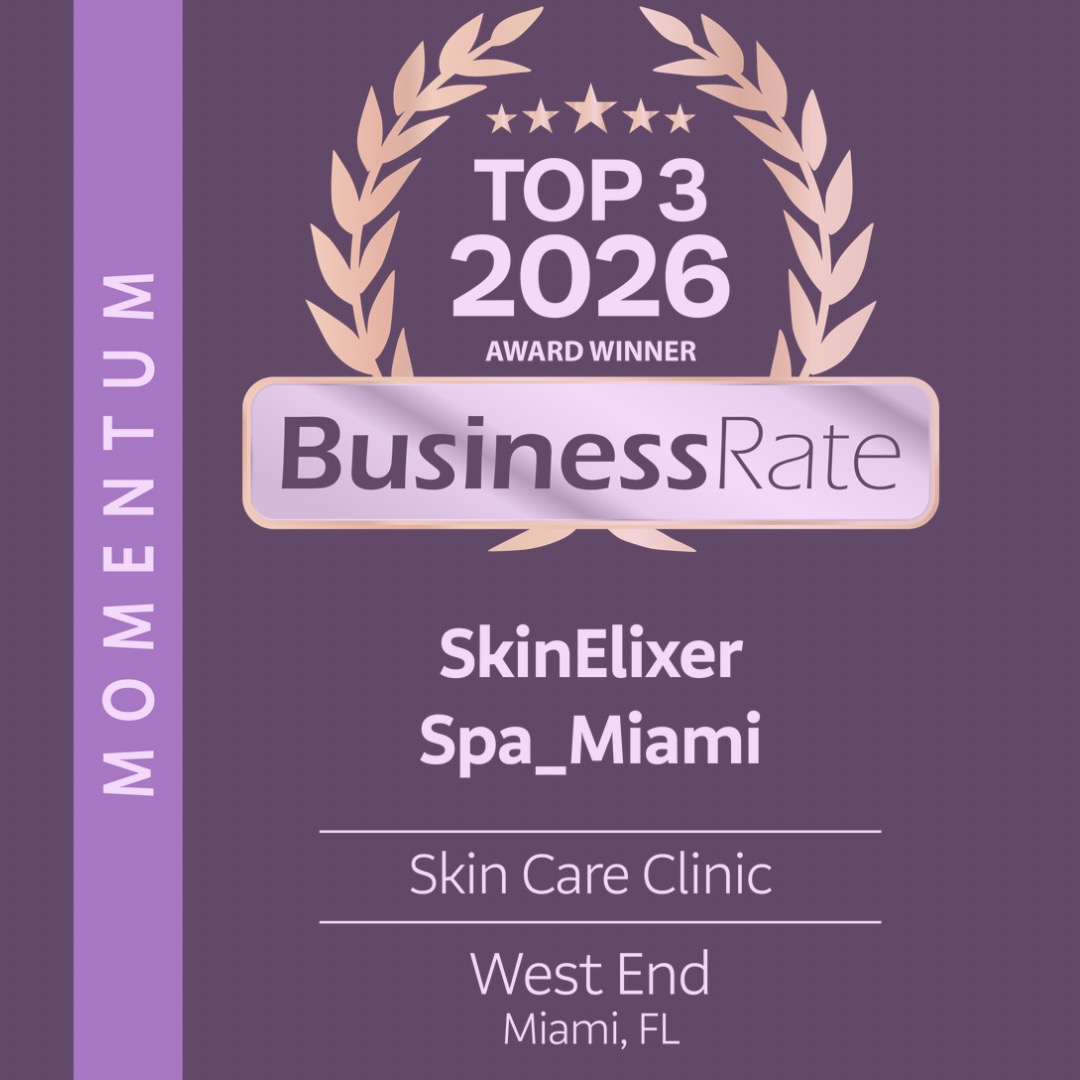 MOMENTUM
TOP 3
2026
AWARD WINNER
BusinessRate
SkinElixer
Spa_Miami
Skin Care Clinic
West End
Miami, FL